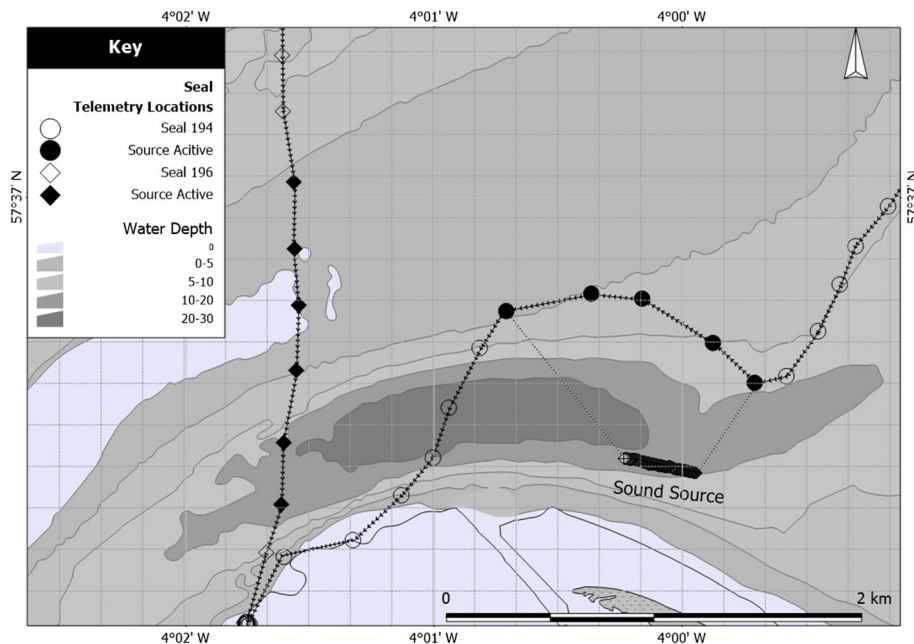 4°02' W 4°01' W 4°00' W
Key
Seal
Telemetry Locations
Seal 194
Source Acitive
Seal 196
Source Active
Water Depth
0
0-5
5-10
10-20
20-30
57°37' N
57°37' N
Sound Source
0 2 km
4°02' W 4°01' W 4°00' W